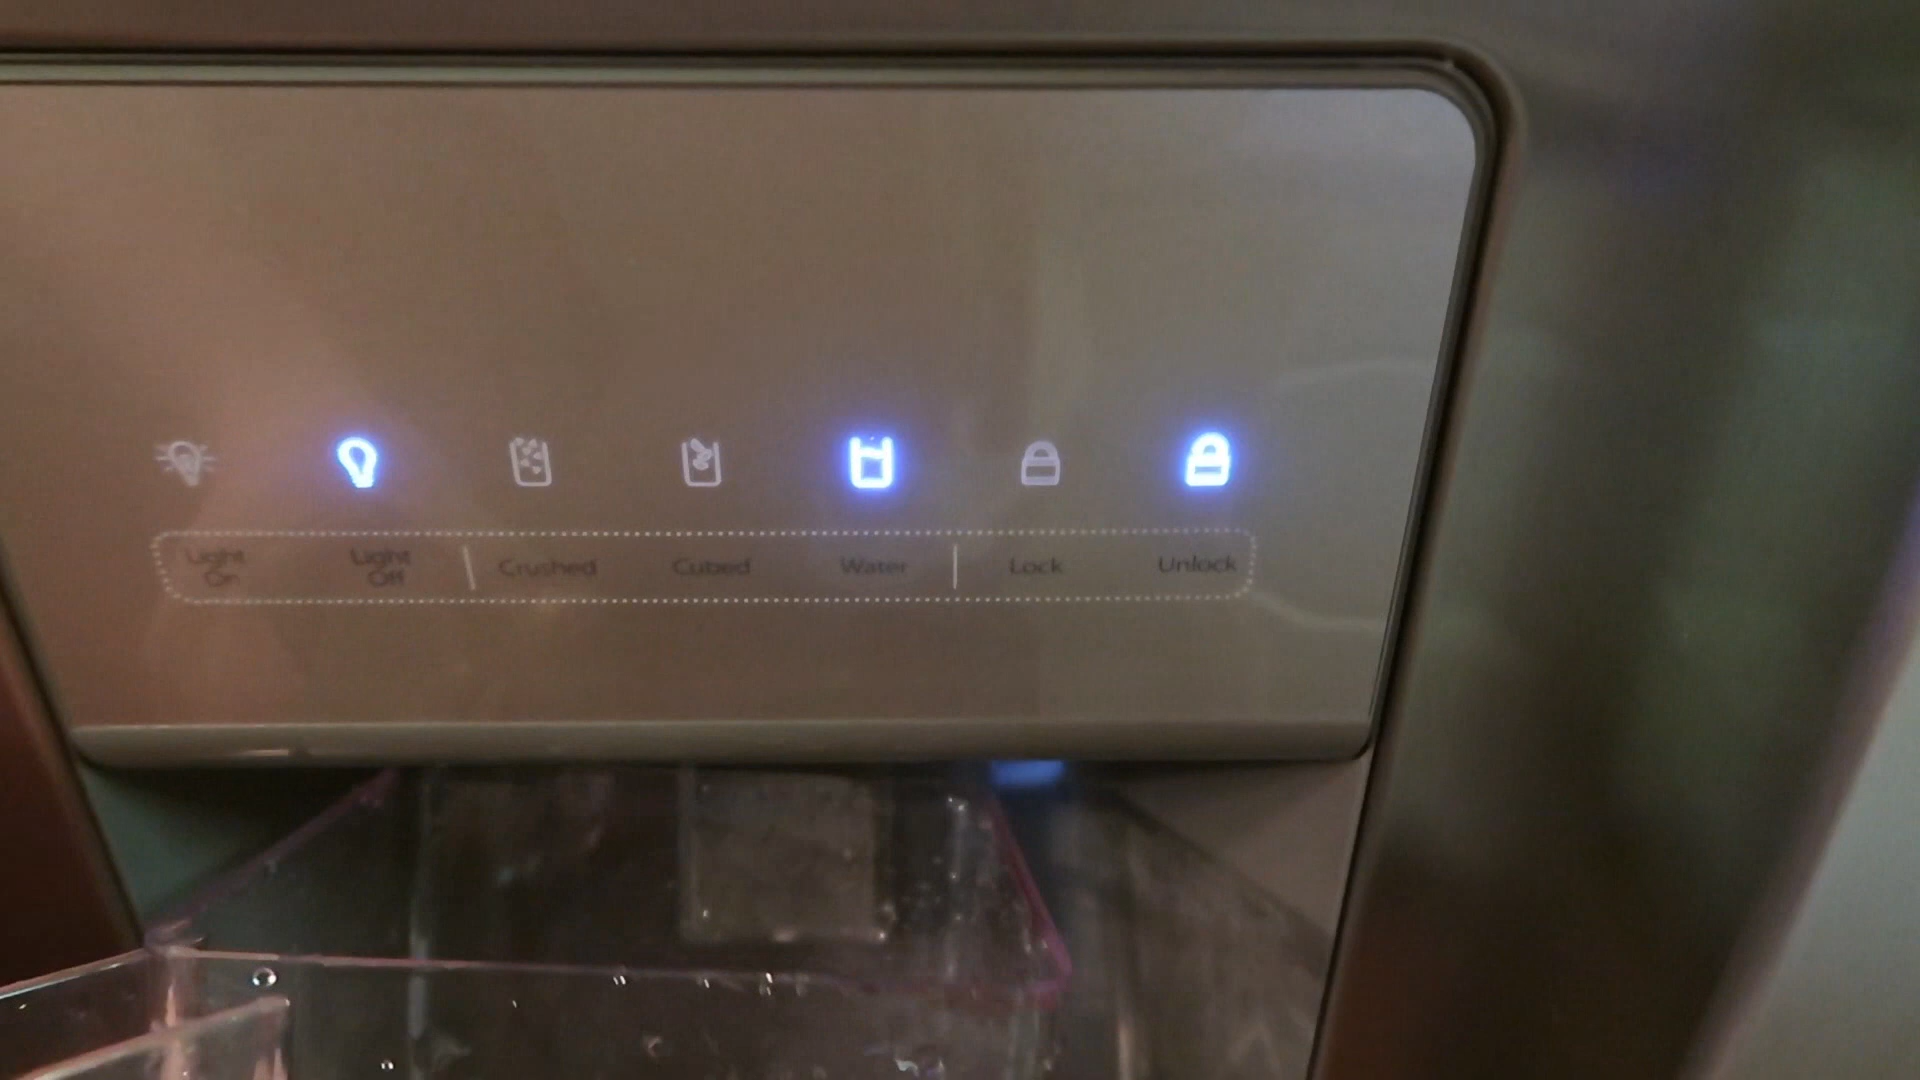 Light On
Light Off
Crushed
Cubed
Water
Lock
Unlock